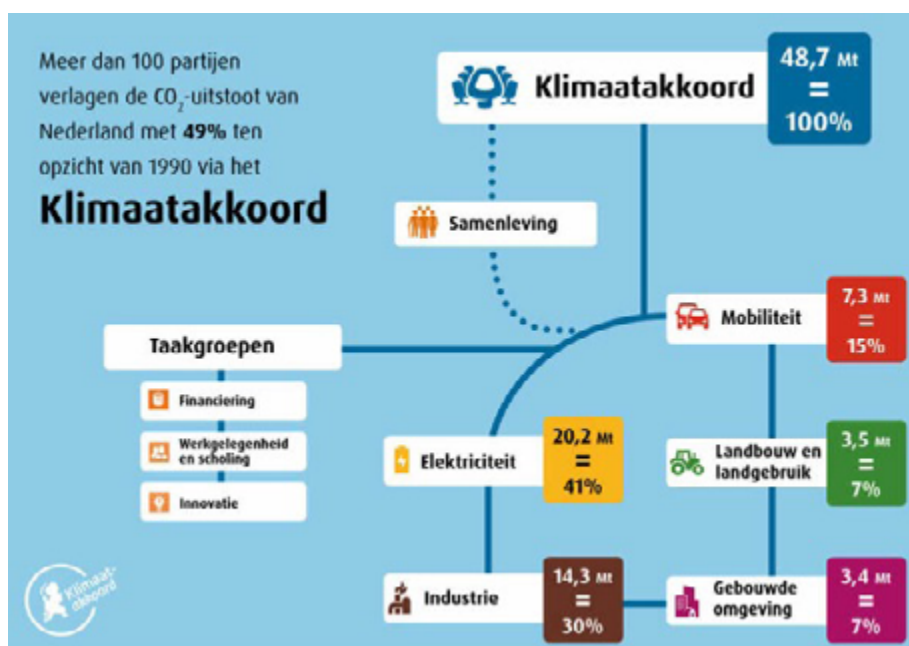 Meer dan 100 partijen
verlagen de CO₂-uitstoot van
Nederland met 49% ten
opzicht van 1990 via het
Klimaatakkoord
Klimaatakkoord
48,7 Mt
=
100%
Samenleving
Mobiliteit
7,3 Mt
=
15%
Taakgroepen
Financiering
Werkgelegenheid
en scholing
Innovatie
Elektriciteit
20,2 Mt
=
41%
Landbouw en
landgebruik
3,5 Mt
=
7%
Industrie
14,3 Mt
=
30%
Gebouwde
omgeving
3,4 Mt
=
7%
Klimaat-
akkoord